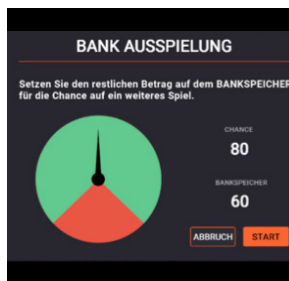 BANK AUSSPIELUNG
Setzen Sie den restlichen Betrag auf dem BANKSPEICHER
für die Chance auf ein weiteres Spiel.
CHANCE
80
BANKSPEICHER
60
ABBRUCH START